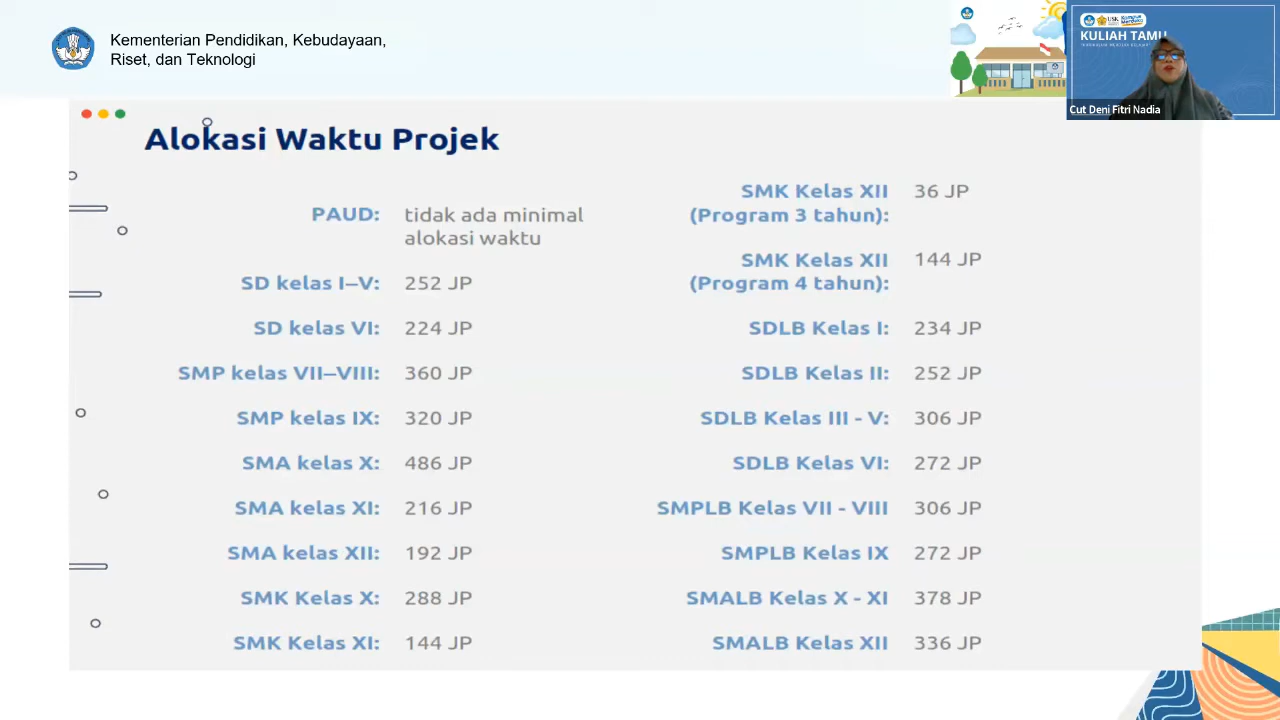 Kementerian Pendidikan, Kebudayaan,
Riset, dan Teknologi
USK
KULIAH TAMU
Cut Deni Fitri Nadia
Alokasi Waktu Projek
PAUD: tidak ada minimal
alokasi waktu
SD kelas I–V: 252 JP
SD kelas VI: 224 JP
SMP kelas VII–VIII: 360 JP
SMP kelas IX: 320 JP
SMA kelas X: 486 JP
SMA kelas XI: 216 JP
SMA kelas XII: 192 JP
SMK Kelas X: 288 JP
SMK Kelas XI: 144 JP
SMK Kelas XII 36 JP
(Program 3 tahun):
SMK Kelas XII 144 JP
(Program 4 tahun):
SDLB Kelas I: 234 JP
SDLB Kelas II: 252 JP
SDLB Kelas III - V: 306 JP
SDLB Kelas VI: 272 JP
SMPLB Kelas VII - VIII 306 JP
SMPLB Kelas IX 272 JP
SMALB Kelas X - XI 378 JP
SMALB Kelas XII 336 JP